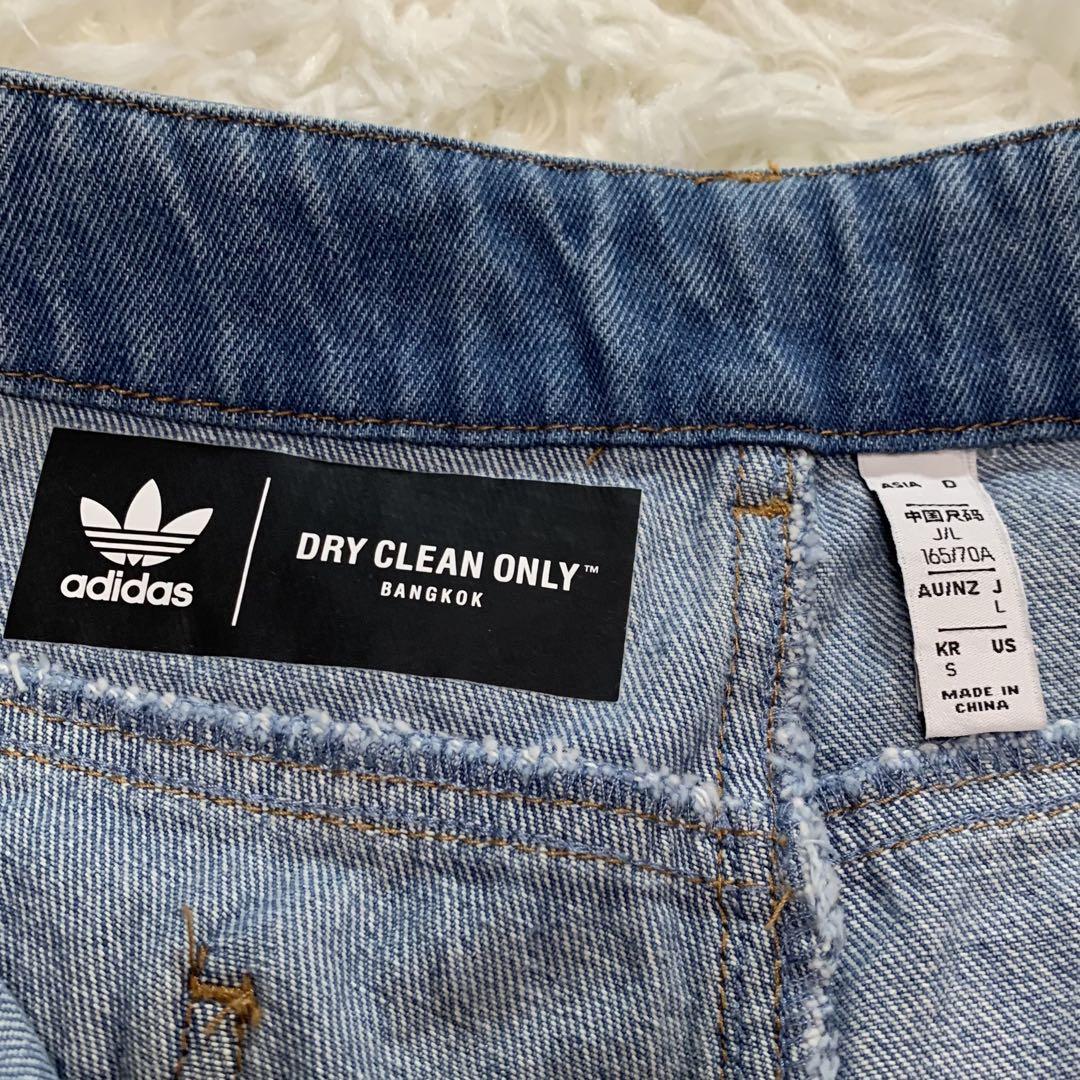 adidas
DRY CLEAN ONLY™
BANGKOK
ASIA
中国尺码
J/L
165/70A
AU/NZ J
L
KR US
S
MADE IN
CHINA